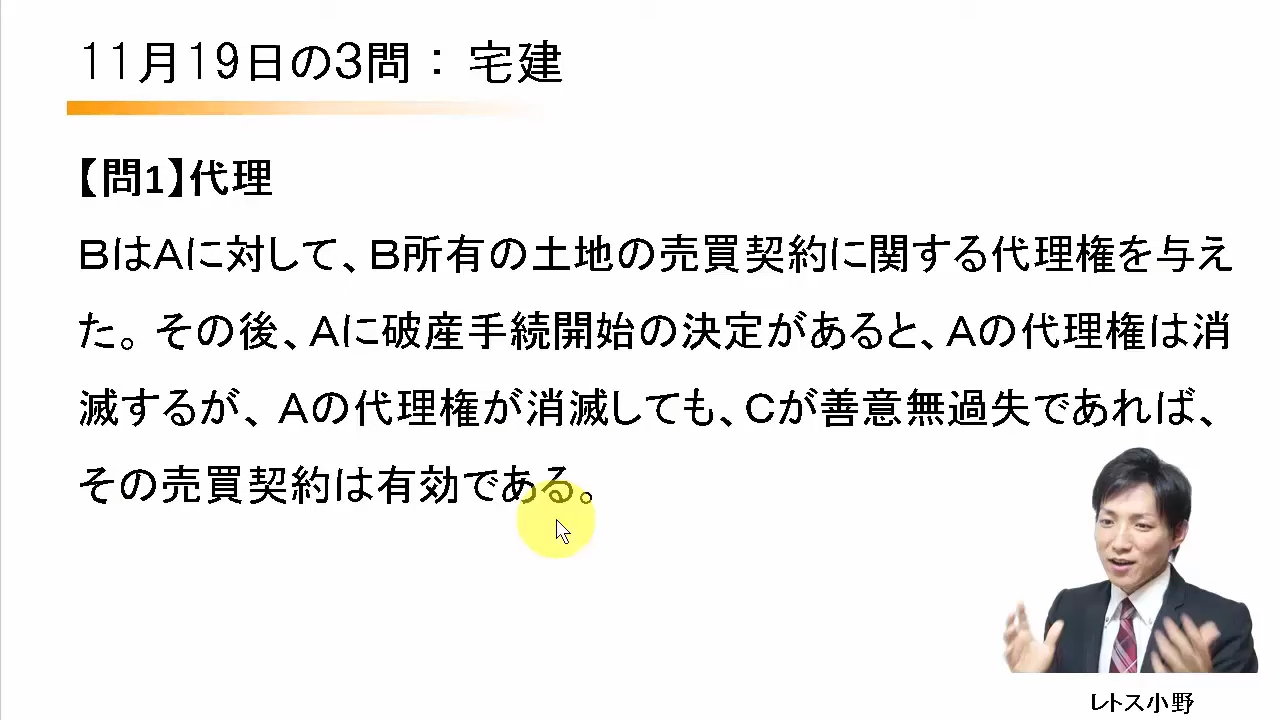 11月19日の3問：宅建
【問1】代理
BはAに対して、B所有の土地の売買契約に関する代理権を与え
た。その後、Aに破産手続開始の決定があると、Aの代理権は消
滅するが、Aの代理権が消滅しても、Cが善意無過失であれば、
その売買契約は有効である。
レトス小野